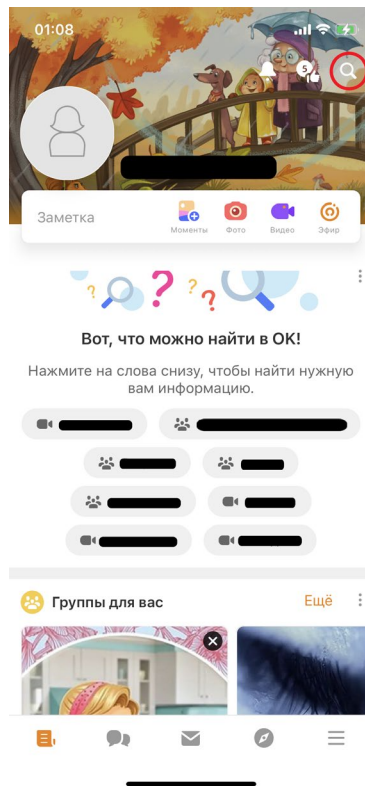 01:08
5
Заметка
Моменты
Фото
Видео
Эфир
Вот, что можно найти в ОК!
Нажмите на слова снизу, чтобы найти нужную
вам информацию.
Группы для вас
Ещё